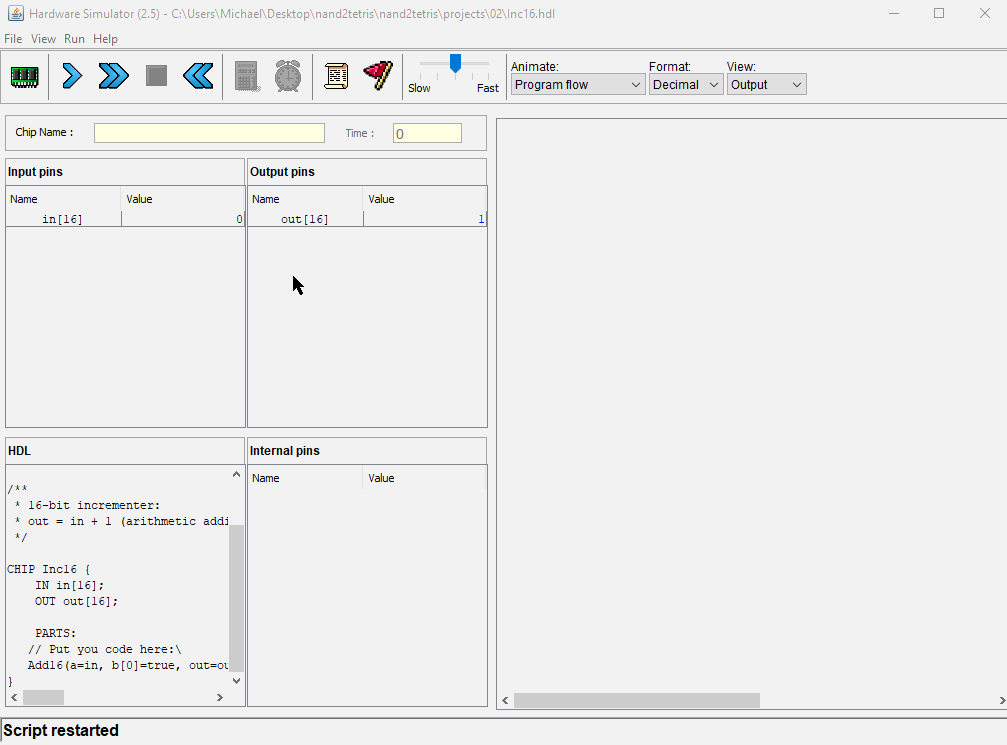 Hardware Simulator (2.5) - C:\Users\Michael\Desktop\nand2tetris\nand2tetris\projects\02\Inc16.hdl
File View Run Help
Slow Fast
Animate: Format: View:
Program flow Decimal Output
Chip Name : Time : 0
Input pins Output pins
Name Value Name Value
in[16] 0 out[16] 1
HDL Internal pins
Name Value
/**
* 16-bit incrementer:
* out = in + 1 (arithmetic addi
*/
CHIP Inc16 {
IN in[16];
OUT out[16];
PARTS:
// Put you code here:\
Add16(a=in, b[0]=true, out=ou
}
Script restarted